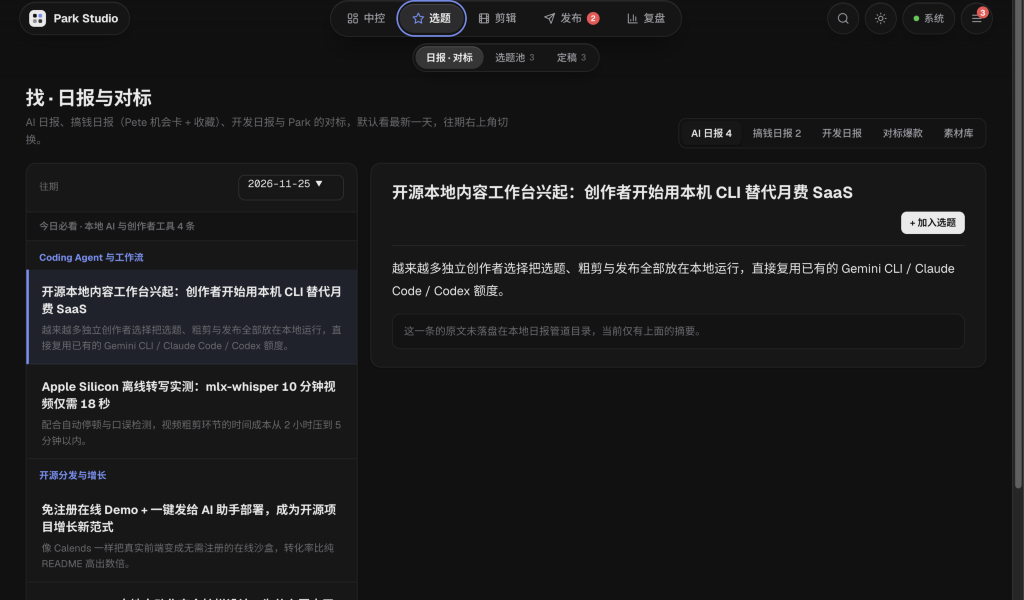 Park Studio
中控
选题
剪辑
发布 2
复盘
系统
3
日报 · 对标
选题池 3
定稿 3
找 · 日报与对标
AI 日报、搞钱日报（Pete 机会卡 + 收藏）、开发日报与 Park 的对标，默认看最新一天，往期右上角切
换。
AI 日报 4
搞钱日报 2
开发日报
对标爆款
素材库
往期
2026-11-25 ▼
今日必看 · 本地 AI 与创作者工具 4 条
Coding Agent 与工作流
开源本地内容工作台兴起：创作者开始用本机 CLI 替代月
费 SaaS
越来越多独立创作者选择把选题、粗剪与发布全部放在本地运行，直
接复用已有的 Gemini CLI / Claude Code / Codex 额度。
Apple Silicon 离线转写实测：mlx-whisper 10 分钟视
频仅需 18 秒
配合自动停顿与口误检测，视频粗剪环节的时间成本从 2 小时压到 5
分钟以内。
开源分发与增长
免注册在线 Demo + 一键发给 AI 助手部署，成为开源项
目增长新范式
像 Calends 一样把真实前端变成无需注册的在线沙盒，转化率比纯
README 高出数倍。
开源本地内容工作台兴起：创作者开始用本机 CLI 替代月费 SaaS
+ 加入选题
越来越多独立创作者选择把选题、粗剪与发布全部放在本地运行，直接复用已有的 Gemini CLI / Claude
Code / Codex 额度。
这一条的原文未落盘在本地日报管道目录，当前仅有上面的摘要。